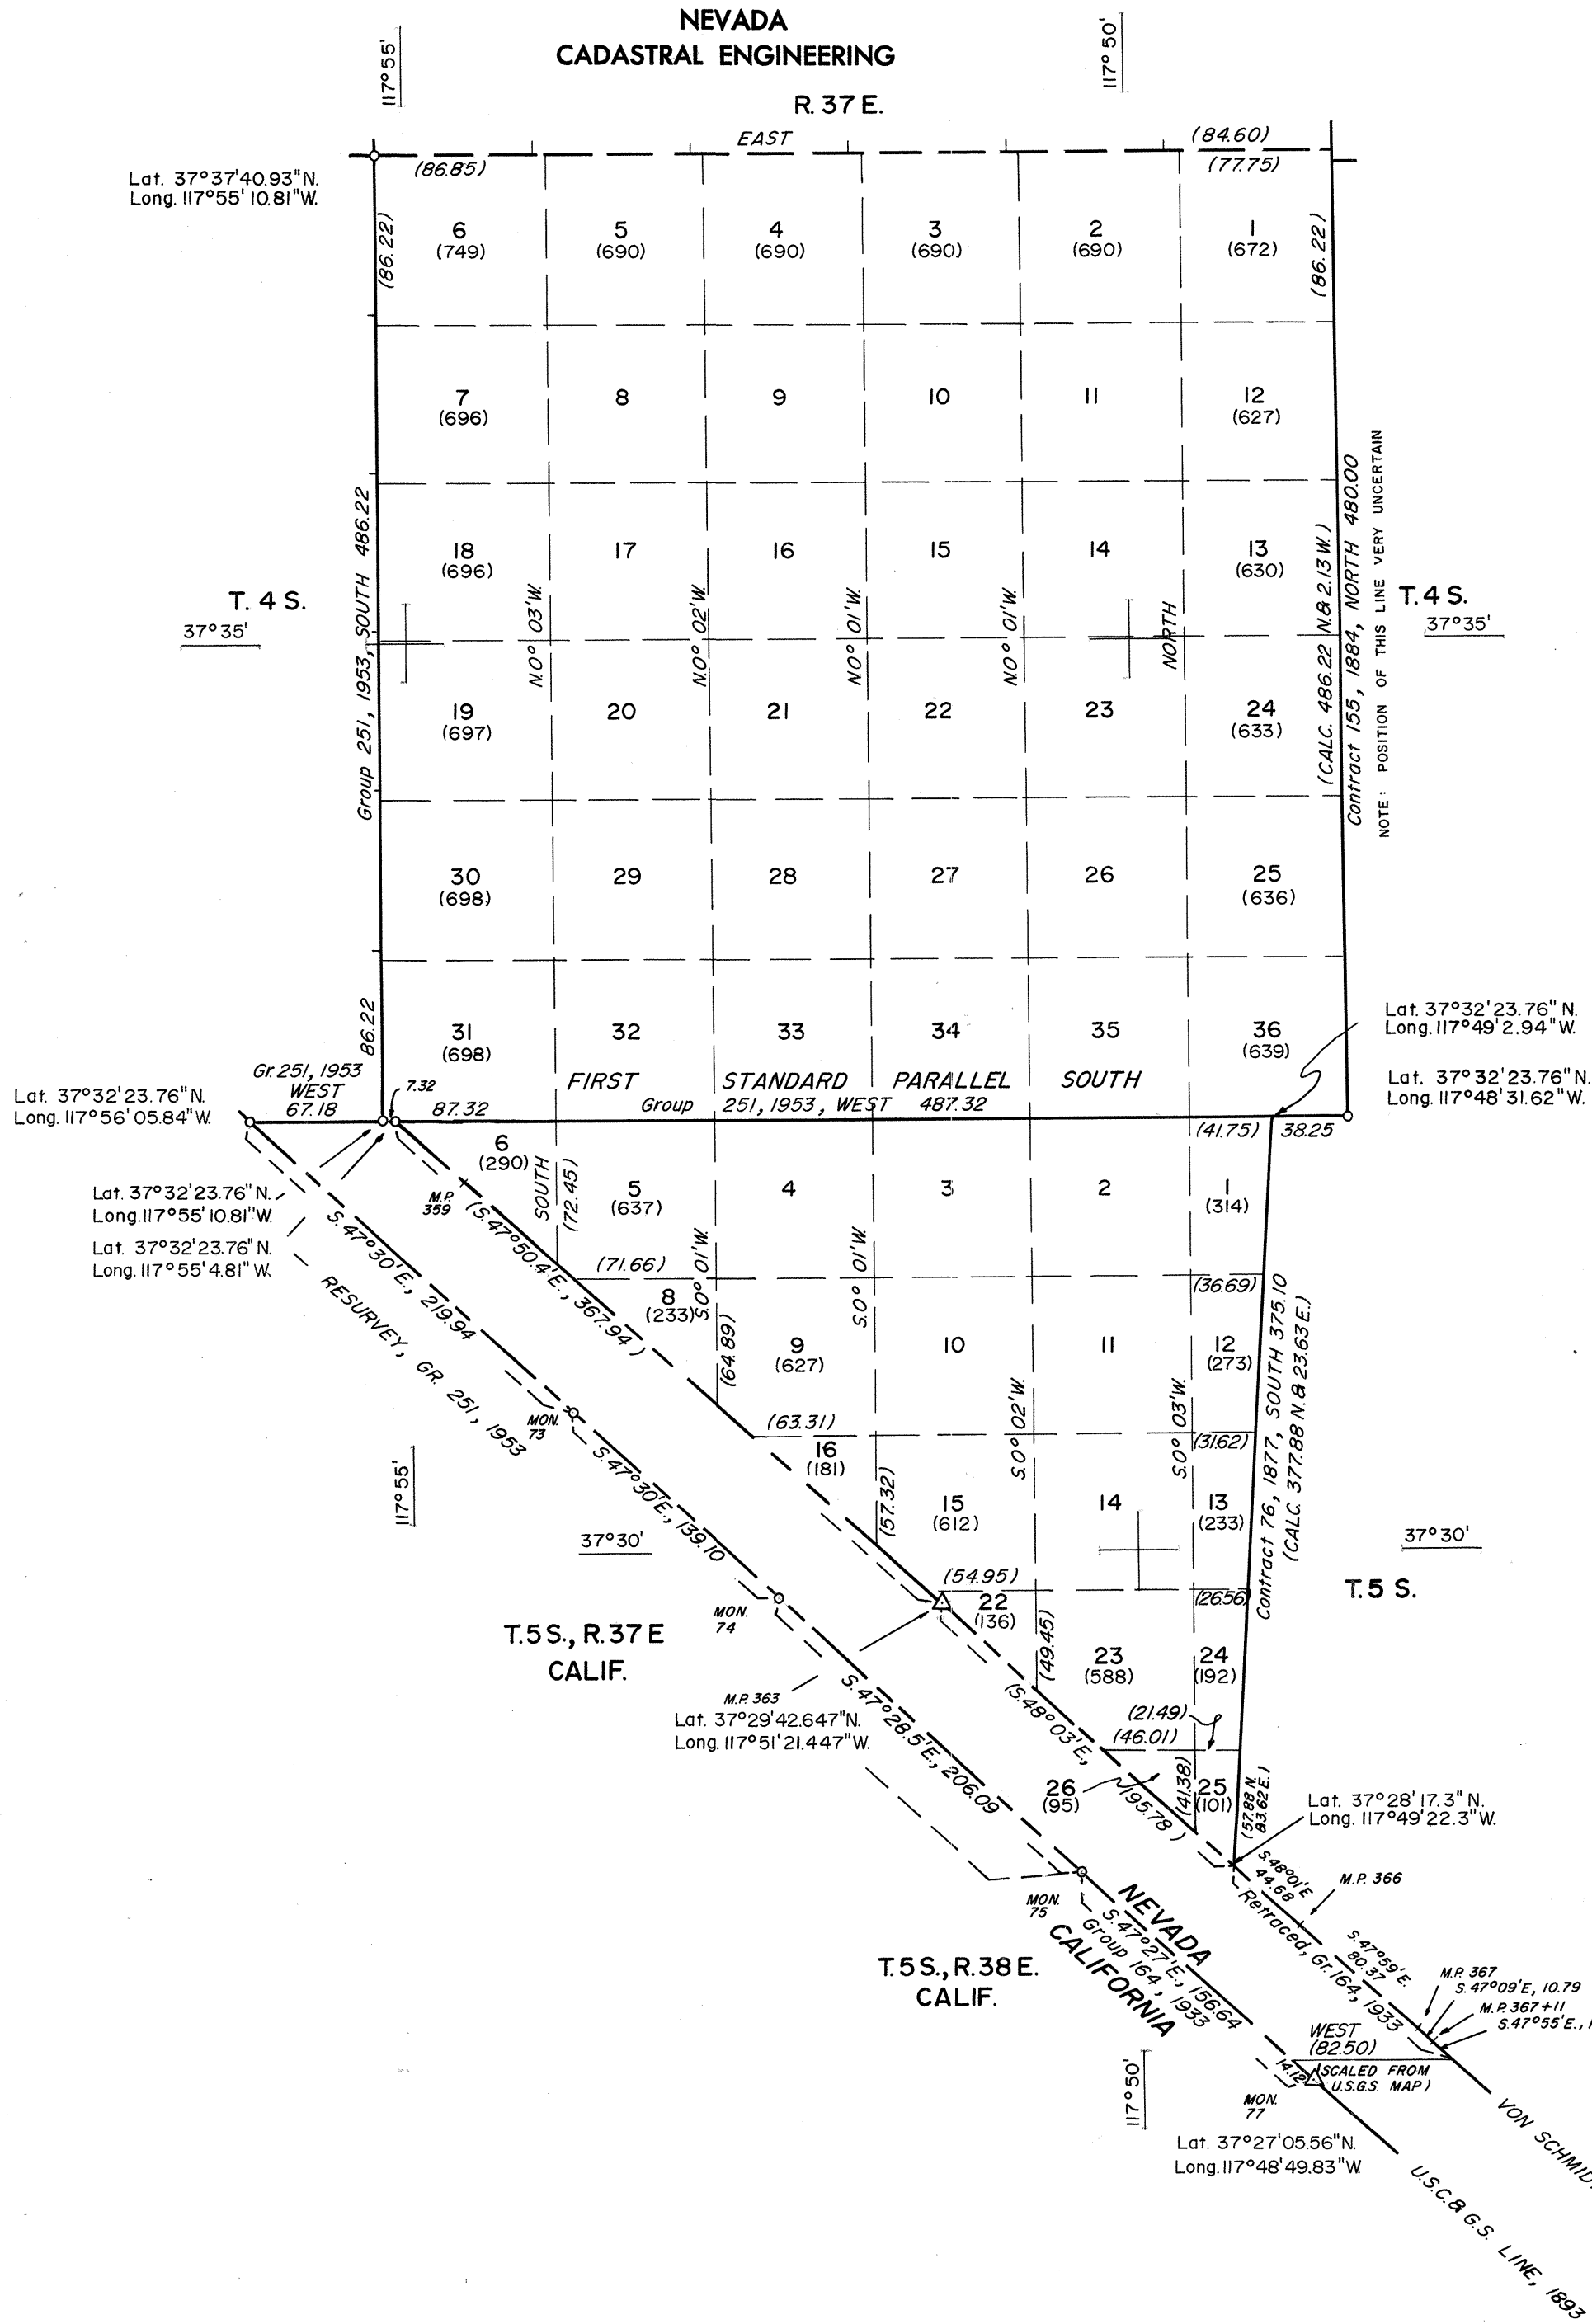 NEVADA
CADASTRAL ENGINEERING
117° 55'
117° 50'
R. 37 E.
EAST
(84.60)
(86.85)
(77.75)
Lat. 37°37'40.93"N.
Long. 117°55'10.81"W.
(86.22)
(86.22)
6
(749)
5
(690)
4
(690)
3
(690)
2
(690)
1
(672)
7
(696)
8
9
10
11
12
(627)
18
(696)
17
16
15
14
13
(630)
T. 4 S.
37°35'
T. 4 S.
37°35'
Group 251, 1953, SOUTH 486.22
N.0° 03'W.
N.0° 02'W.
N.0° 01'W.
N.0° 01'W.
NORTH
(CALC. 486.22 N. & 2.13 W.)
Contract 155, 1884, NORTH 480.00
NOTE: POSITION OF THIS LINE VERY UNCERTAIN
19
(697)
20
21
22
23
24
(633)
30
(698)
29
28
27
26
25
(636)
86.22
31
(698)
32
33
34
35
36
(639)
Lat. 37°32'23.76"N.
Long. 117°49'2.94"W.
Gr. 251, 1953
WEST
67.18
7.32
87.32
FIRST STANDARD PARALLEL SOUTH
Group 251, 1953, WEST 487.32
Lat. 37°32'23.76"N.
Long. 117°48'31.62"W.
Lat. 37°32'23.76"N.
Long. 117°56'05.84"W.
(41.75)
38.25
6
(290)
SOUTH
(72.45)
5
(637)
4
3
2
1
(314)
Lat. 37°32'23.76"N.
Long. 117°55'10.81"W.
M.P.
359
Lat. 37°32'23.76"N.
Long. 117°55'4.81"W.
S. 47°30'E., 219.94
(S. 47°50.4'E., 367.94)
RESURVEY, GR. 251, 1953
(71.66)
S.0° 01'W.
S.0° 01'W.
(36.69)
8
(233)
(64.89)
9
(627)
10
11
12
(273)
Contract 76, 1877, SOUTH 375.10
(CALC. 377.88 N. & 23.63 E.)
MON.
73
(63.31)
S.0° 02'W.
S.0° 03'W.
(31.62)
16
(181)
(57.32)
15
(612)
14
13
(233)
117° 55'
S. 47°30'E., 139.10
37°30'
37°30'
(54.95)
(26.56)
T. 5 S.
22
(136)
MON.
74
T. 5 S., R. 37 E
CALIF.
(49.45)
23
(588)
24
(192)
M.P. 363
Lat. 37°29'42.647"N.
Long. 117°51'21.447"W.
S. 47°28.5'E., 206.09
(S. 48°03'E., 195.78)
(21.49)
(46.01)
26
(95)
(41.38)
25
(101)
(57.88 N.
83.62 E.)
Lat. 37°28'17.3"N.
Long. 117°49'22.3"W.
S. 48°01'E
44.68
M.P. 366
MON.
75
NEVADA
S. 47°27'E., 156.64
Group 164, 1933
CALIFORNIA
Retraced, Gr. 164, 1933
S. 47°59'E.
80.37
T. 5 S., R. 38 E.
CALIF.
M.P. 367
S. 47°09'E, 10.79
M.P. 367+11
S. 47°55'E., 1
WEST
(82.50)
(SCALED FROM
U.S.G.S. MAP)
14.12
117° 50'
MON.
77
Lat. 37°27'05.56"N.
Long. 117°48'49.83"W.
VON SCHMID
U.S.C. & G.S. LINE, 1893